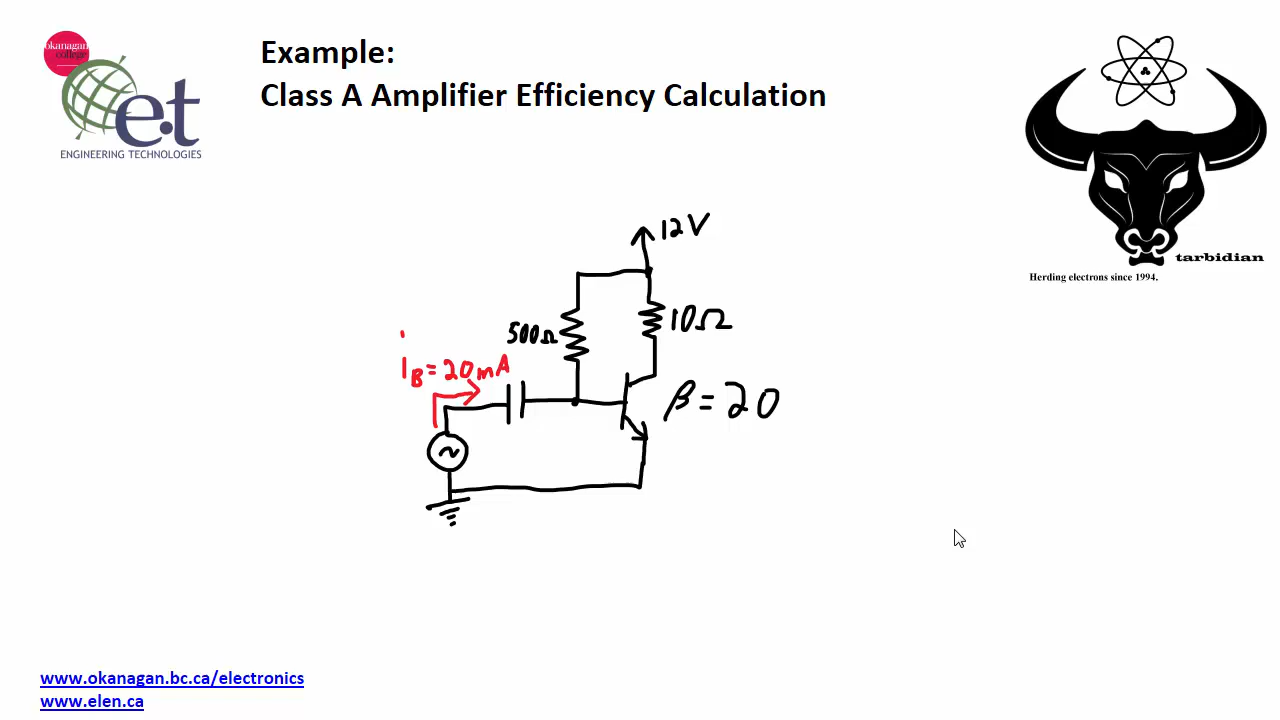 okanagan
college
e.t
ENGINEERING TECHNOLOGIES
Example:
Class A Amplifier Efficiency Calculation
tarbidian
Herding electrons since 1994.
12V
500Ω
10Ω
iB = 20mA
β = 20
www.okanagan.bc.ca/electronics
www.elen.ca